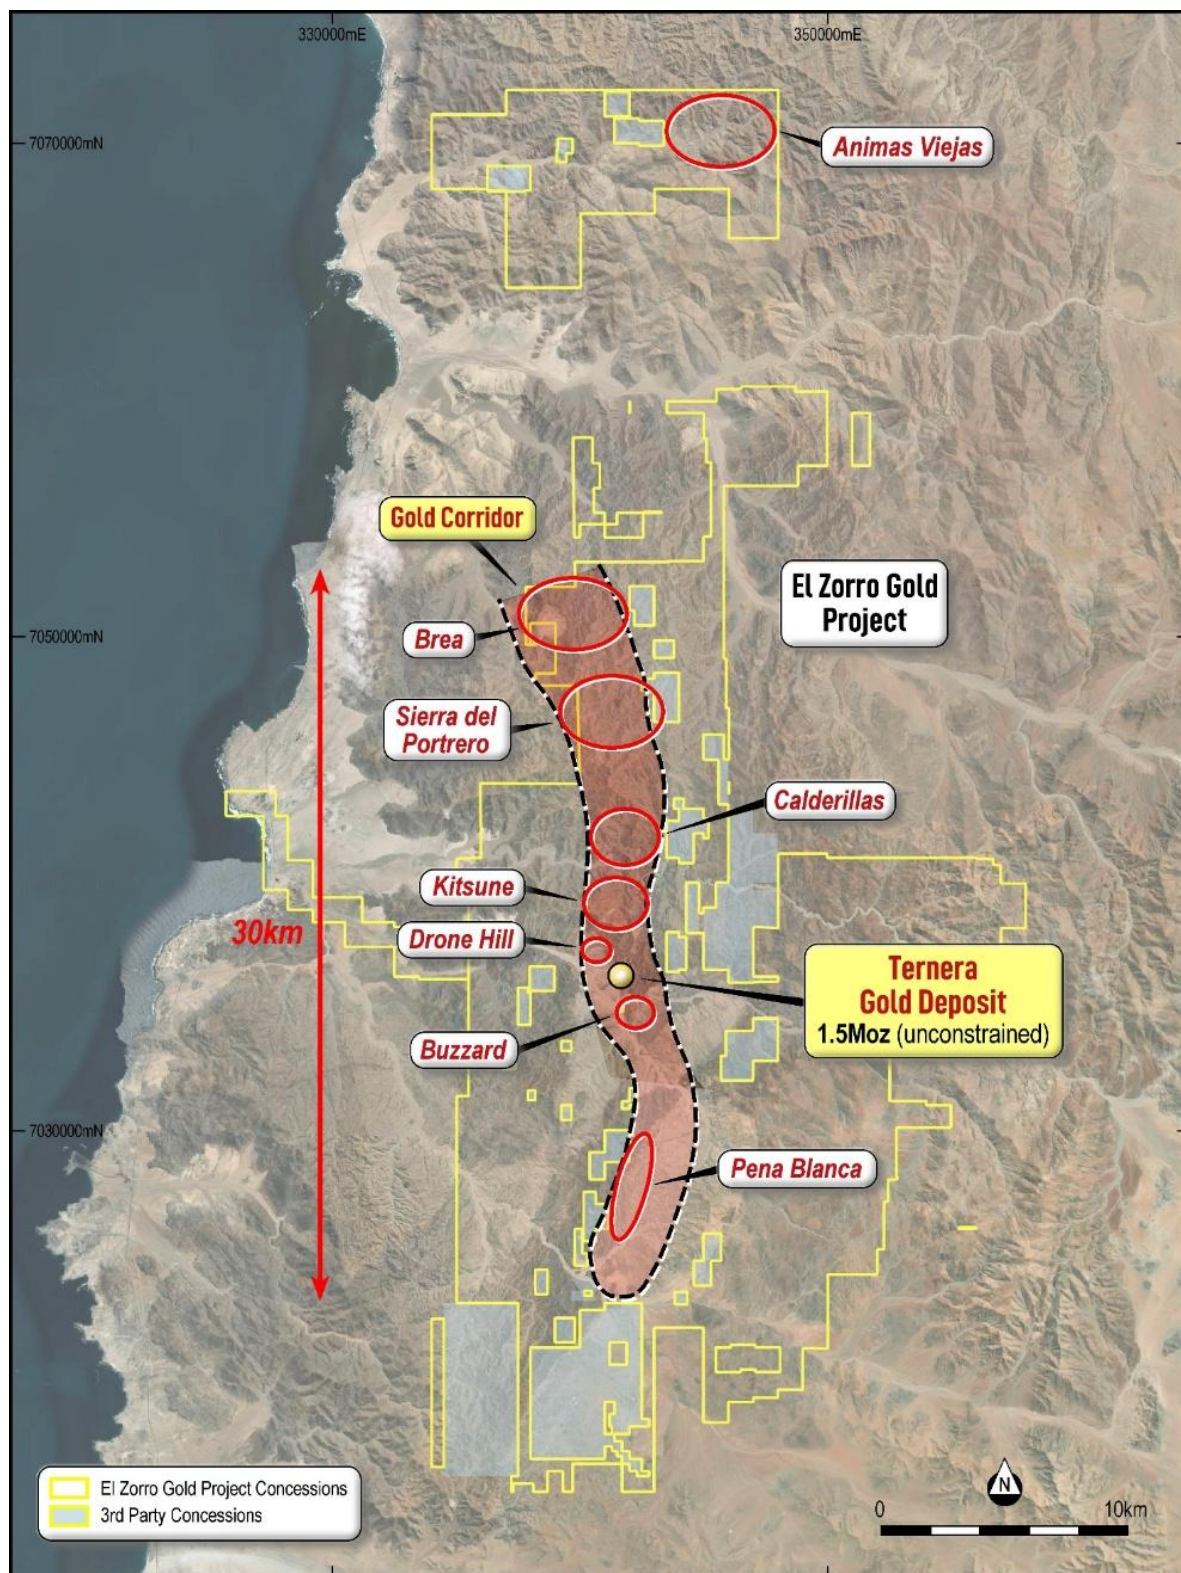 330000mE
350000mE
7070000mN
Animas Viejas
Gold Corridor
El Zorro Gold
Project
7050000mN
Brea
Sierra del
Portrero
Calderillas
Kitsune
30km
Drone Hill
Ternera
Gold Deposit
1.5Moz (unconstrained)
Buzzard
7030000mN
Pena Blanca
El Zorro Gold Project Concessions
3rd Party Concessions
N
0
10km